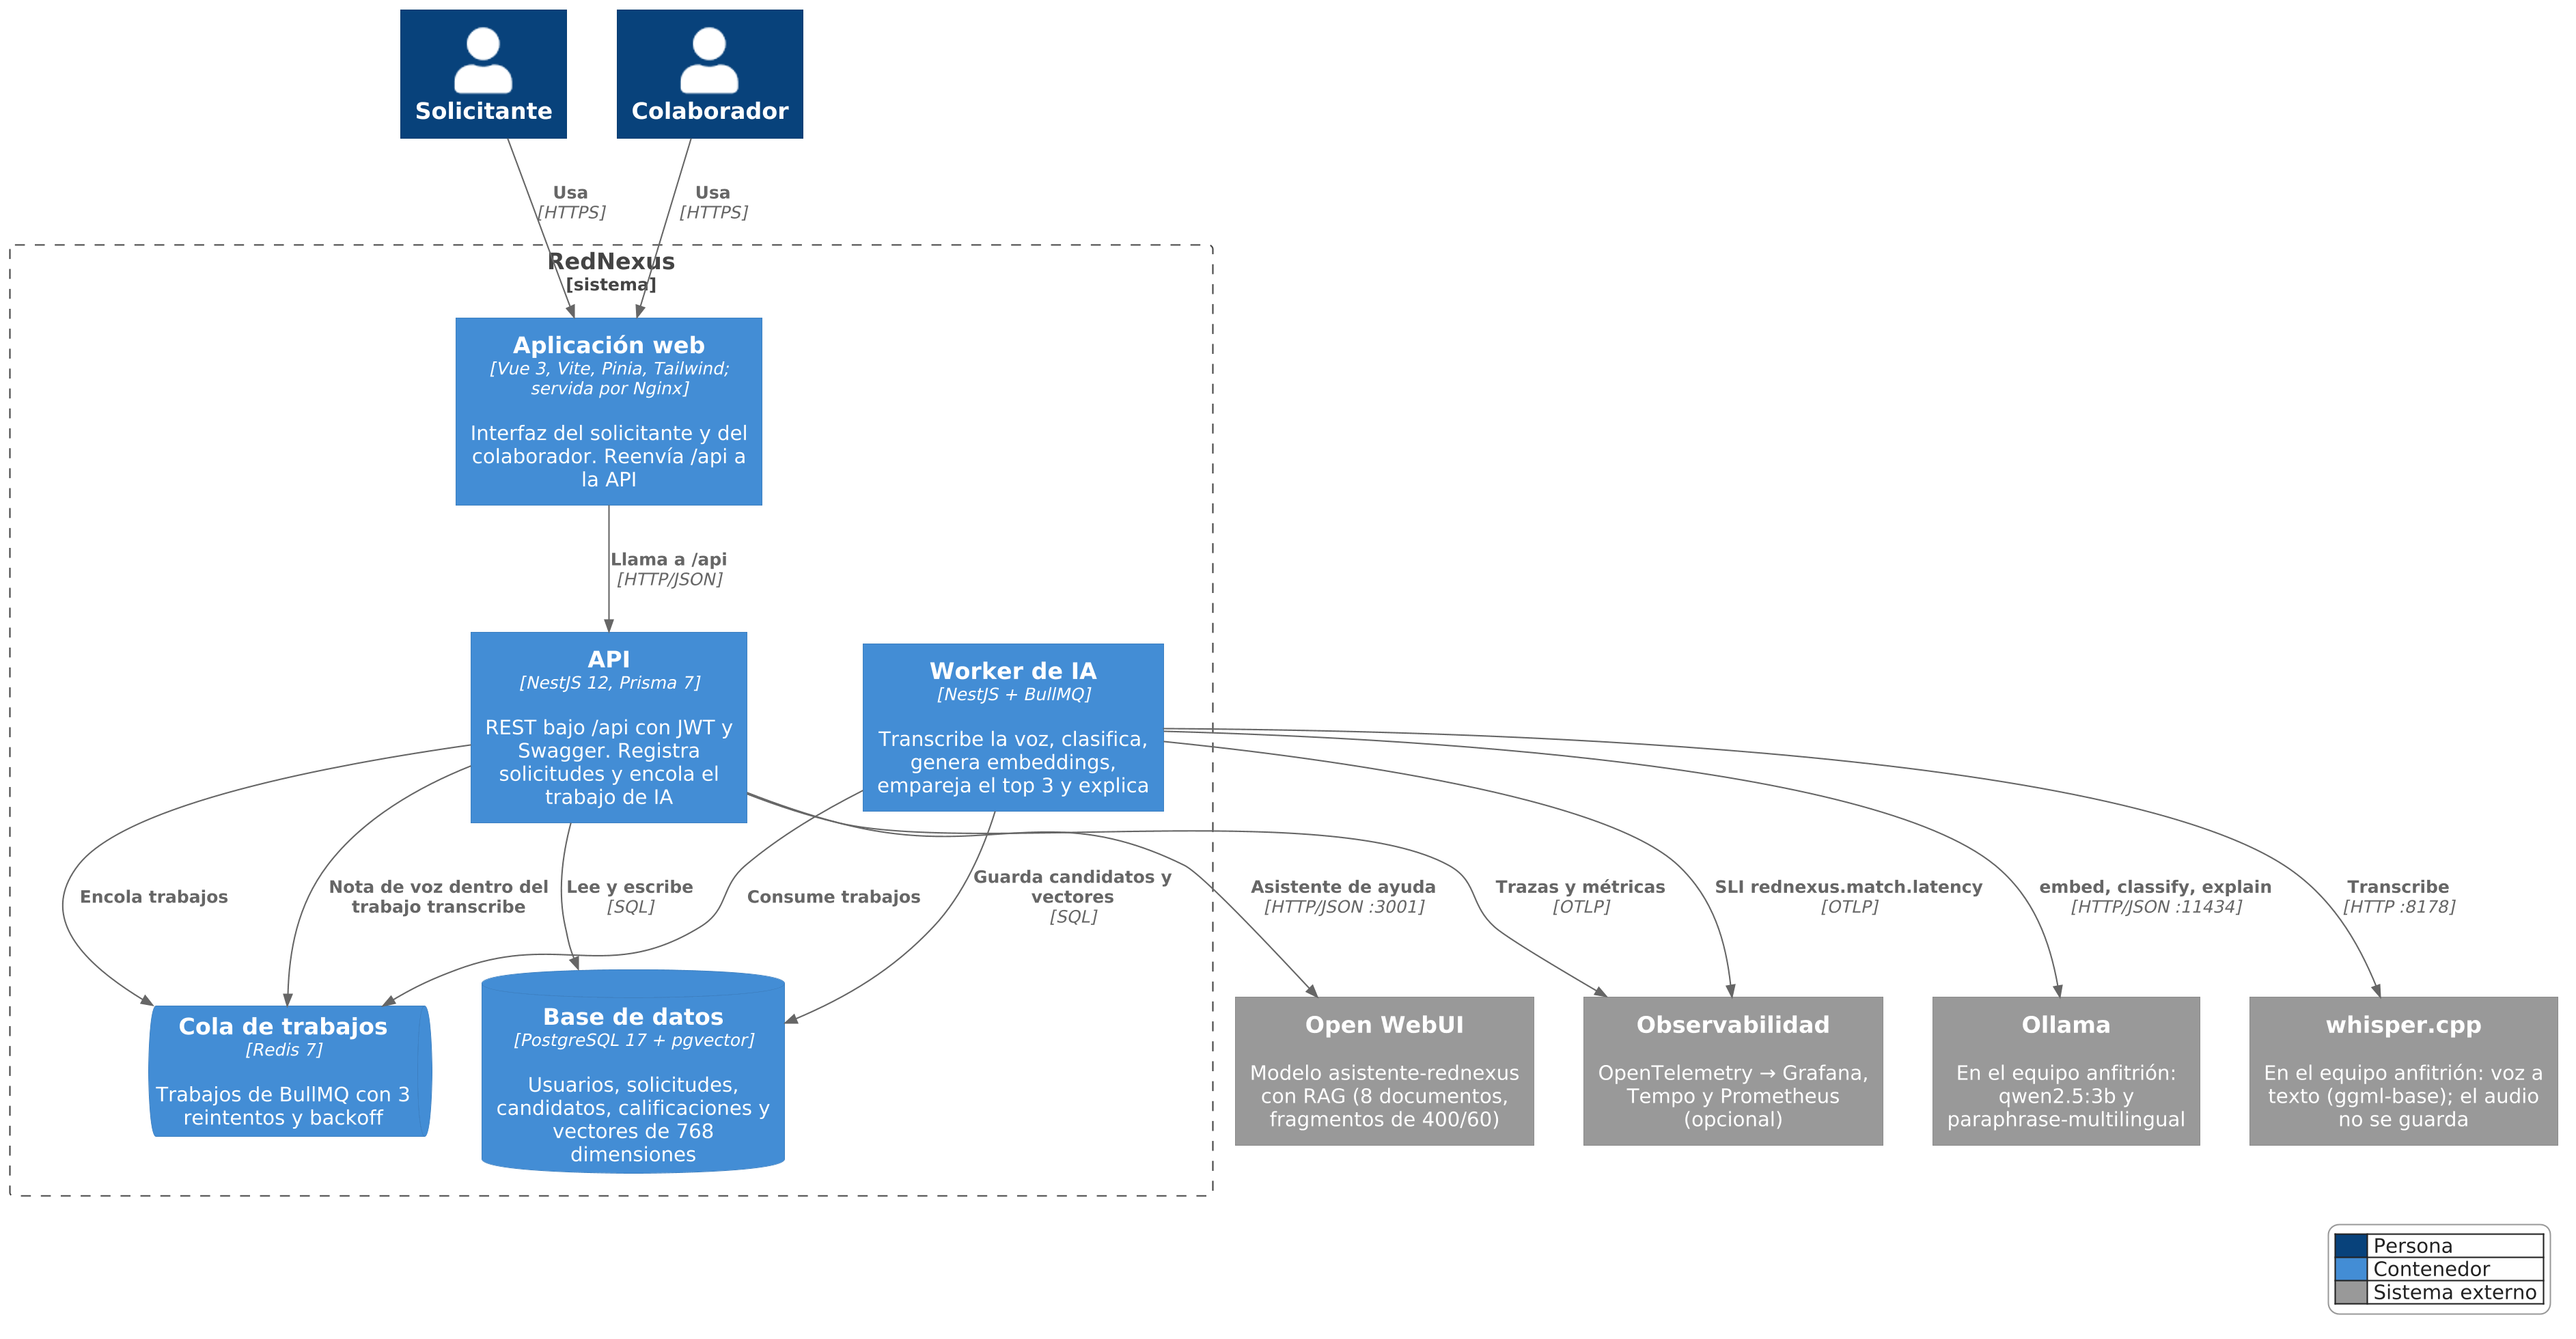 Solicitante
Colaborador
Usa
[HTTPS]
Usa
[HTTPS]
RedNexus
[sistema]
Aplicación web
[Vue 3, Vite, Pinia, Tailwind;
servida por Nginx]
Interfaz del solicitante y del
colaborador. Reenvía /api a
la API
Llama a /api
[HTTP/JSON]
API
[NestJS 12, Prisma 7]
REST bajo /api con JWT y
Swagger. Registra
solicitudes y encola el
trabajo de IA
Worker de IA
[NestJS + BullMQ]
Transcribe la voz, clasifica,
genera embeddings,
empareja el top 3 y explica
Encola trabajos
Nota de voz dentro del
trabajo transcribe
Lee y escribe
[SQL]
Consume trabajos
Guarda candidatos y
vectores
[SQL]
Asistente de ayuda
[HTTP/JSON :3001]
Trazas y métricas
[OTLP]
SLI rednexus.match.latency
[OTLP]
embed, classify, explain
[HTTP/JSON :11434]
Transcribe
[HTTP :8178]
Cola de trabajos
[Redis 7]
Trabajos de BullMQ con 3
reintentos y backoff
Base de datos
[PostgreSQL 17 + pgvector]
Usuarios, solicitudes,
candidatos, calificaciones y
vectores de 768
dimensiones
Open WebUI
Modelo asistente-rednexus
con RAG (8 documentos,
fragmentos de 400/60)
Observabilidad
OpenTelemetry → Grafana,
Tempo y Prometheus
(opcional)
Ollama
En el equipo anfitrión:
qwen2.5:3b y
paraphrase-multilingual
whisper.cpp
En el equipo anfitrión: voz a
texto (ggml-base); el audio
no se guarda
Persona
Contenedor
Sistema externo